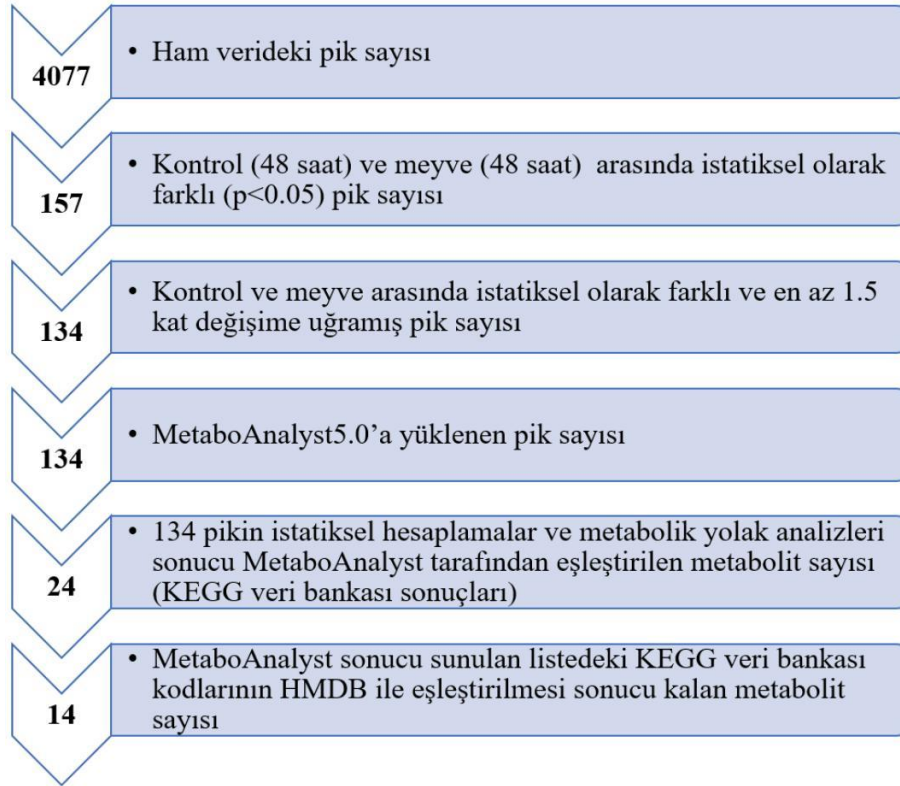 4077
• Ham verideki pik sayısı
157
• Kontrol (48 saat) ve meyve (48 saat) arasında istatiksel olarak
farklı (p<0.05) pik sayısı
134
• Kontrol ve meyve arasında istatiksel olarak farklı ve en az 1.5
kat değişime uğramış pik sayısı
134
• MetaboAnalyst5.0’a yüklenen pik sayısı
24
• 134 pikin istatiksel hesaplamalar ve metabolik yolak analizleri
sonucu MetaboAnalyst tarafından eşleştirilen metabolit sayısı
(KEGG veri bankası sonuçları)
14
• MetaboAnalyst sonucu sunulan listedeki KEGG veri bankası
kodlarının HMDB ile eşleştirilmesi sonucu kalan metabolit
sayısı